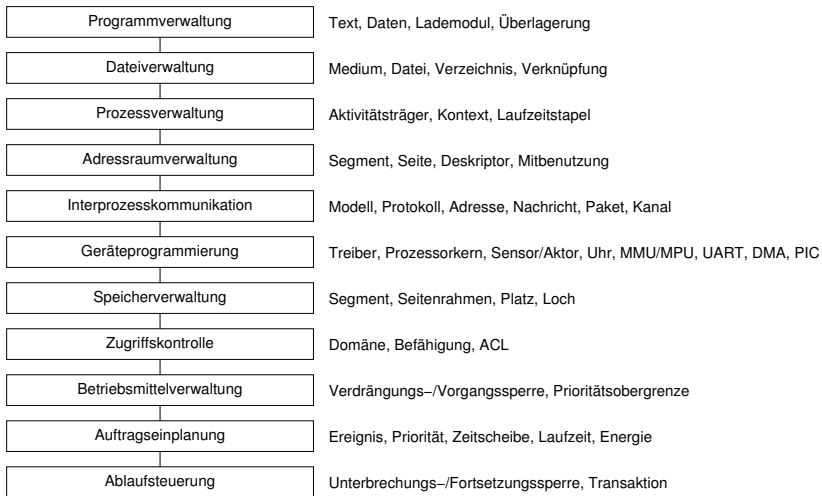 Programmverwaltung Text, Daten, Lademodul, Überlagerung
Dateiverwaltung Medium, Datei, Verzeichnis, Verknüpfung
Prozessverwaltung Aktivitätsträger, Kontext, Laufzeitstapel
Adressraumverwaltung Segment, Seite, Deskriptor, Mitbenutzung
Interprozesskommunikation Modell, Protokoll, Adresse, Nachricht, Paket, Kanal
Geräteprogrammierung Treiber, Prozessorkern, Sensor/Aktor, Uhr, MMU/MPU, UART, DMA, PIC
Speicherverwaltung Segment, Seitenrahmen, Platz, Loch
Zugriffskontrolle Domäne, Befähigung, ACL
Betriebsmittelverwaltung Verdrängungs−/Vorgangssperre, Prioritätsobergrenze
Auftragseinplanung Ereignis, Priorität, Zeitscheibe, Laufzeit, Energie
Ablaufsteuerung Unterbrechungs−/Fortsetzungssperre, Transaktion